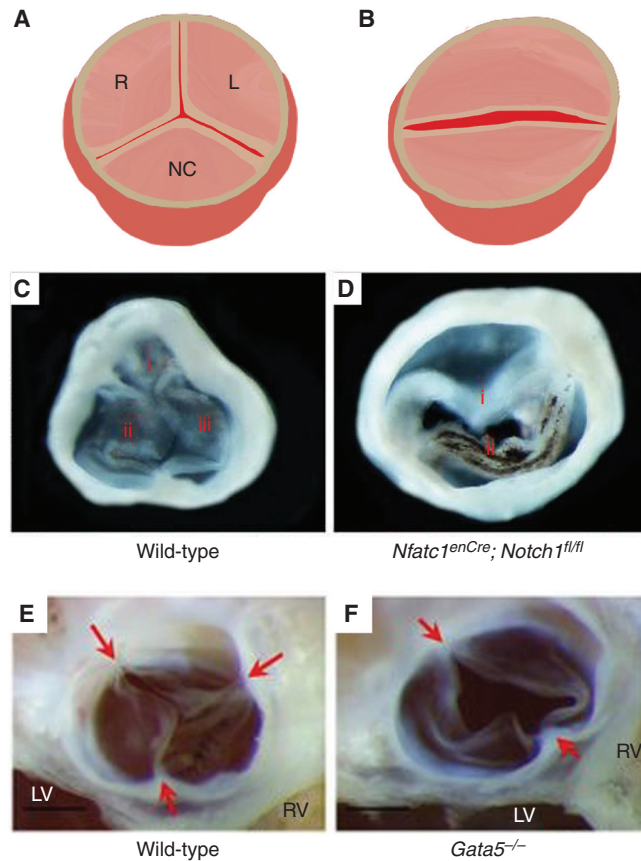 A
B
R
L
NC
C
D
i
ii
iii
i
ii
Wild-type
Nfatc1enCre; Notch1fl/fl
E
F
LV
RV
LV
RV
Wild-type
Gata5–/–